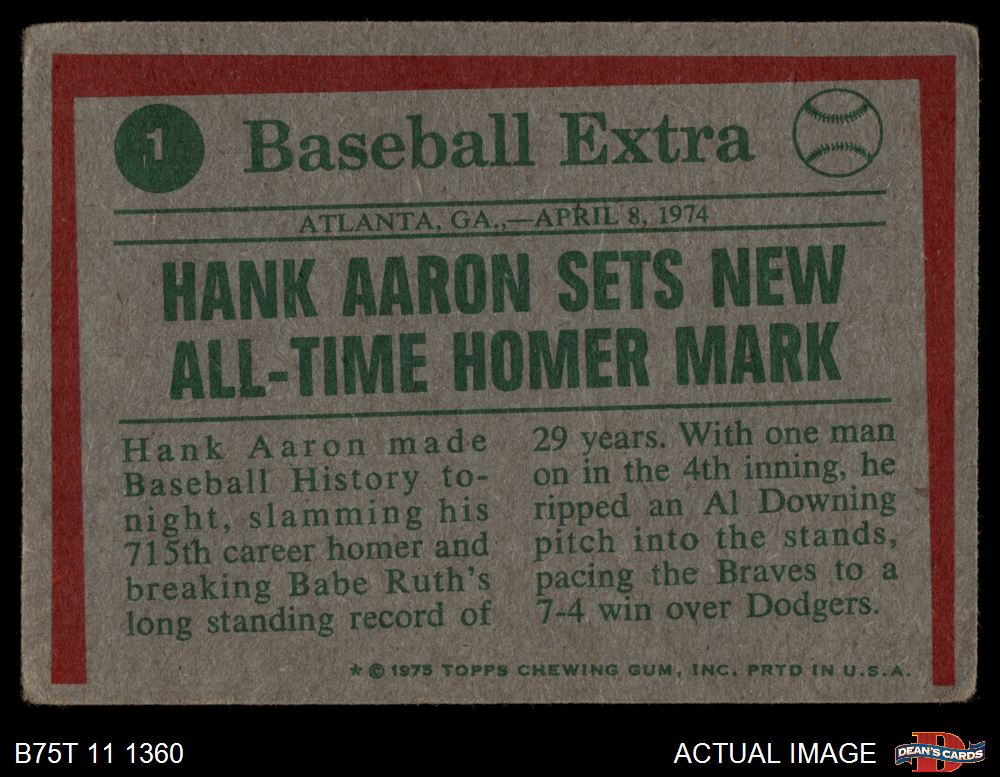 1
Baseball Extra
ATLANTA, GA.,—APRIL 8, 1974
HANK AARON SETS NEW
ALL-TIME HOMER MARK
Hank Aaron made
Baseball History to-
night, slamming his
715th career homer and
breaking Babe Ruth's
long standing record of
29 years. With one man
on in the 4th inning, he
ripped an Al Downing
pitch into the stands,
pacing the Braves to a
7-4 win over Dodgers.
* © 1975 TOPPS CHEWING GUM, INC. PRTD IN U.S.A.
B75T 11 1360
ACTUAL IMAGE
D
DEAN'S CARDS